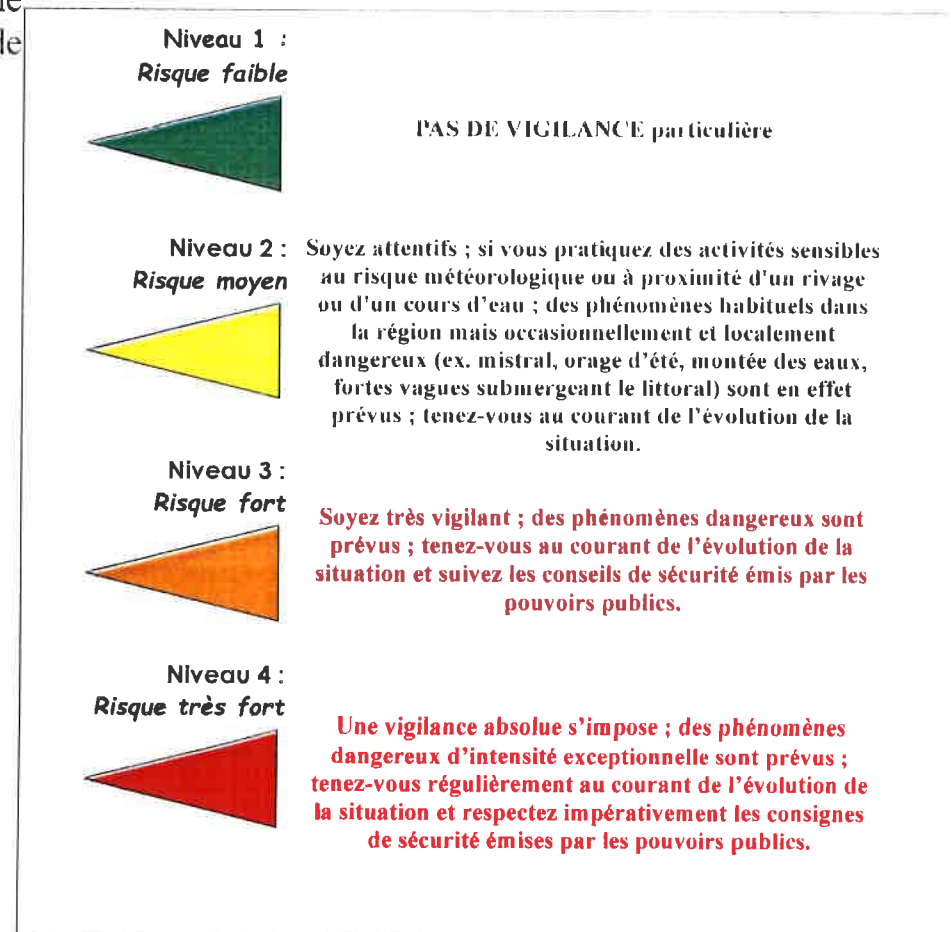 de
Niveau 1 :
Risque faible
PAS DE VIGILANCE particulière
Niveau 2 :
Risque moyen
Soyez attentifs ; si vous pratiquez des activités sensibles
au risque météorologique ou à proximité d'un rivage
ou d'un cours d'eau ; des phénomènes habituels dans
la région mais occasionnellement et localement
dangereux (ex. mistral, orage d'été, montée des eaux,
fortes vagues submergeant le littoral) sont en effet
prévus ; tenez-vous au courant de l'évolution de la
situation.
Niveau 3 :
Risque fort
Soyez très vigilant ; des phénomènes dangereux sont
prévus ; tenez-vous au courant de l'évolution de la
situation et suivez les conseils de sécurité émis par les
pouvoirs publics.
Niveau 4 :
Risque très fort
Une vigilance absolue s'impose ; des phénomènes
dangereux d'intensité exceptionnelle sont prévus ;
tenez-vous régulièrement au courant de l'évolution de
la situation et respectez impérativement les consignes
de sécurité émises par les pouvoirs publics.